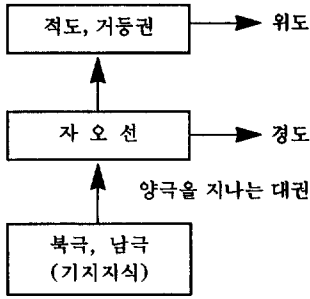 적도, 거등권
위도
자 오 선
경도
양극을 지나는 대권
북극, 남극
(기지자식)